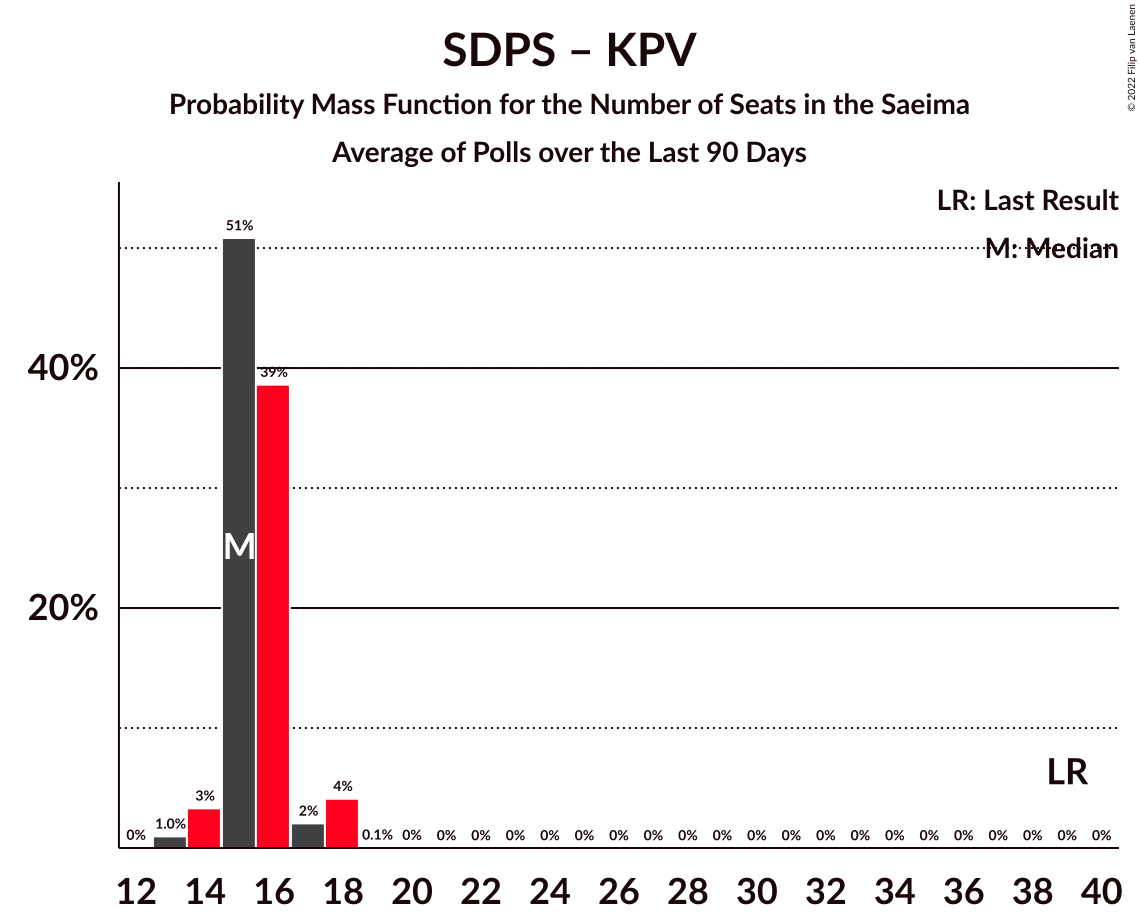 SDPS – KPV
Probability Mass Function for the Number of Seats in the Saeima
Average of Polls over the Last 90 Days
© 2022 Filip van Laenen
LR: Last Result
M: Median
40%
20%
0% 1.0% 3% 51% 39% 2% 4% 0.1% 0% 0% 0% 0% 0% 0% 0% 0% 0% 0% 0% 0% 0% 0% 0% 0% 0% 0% 0% 0% 0%
M
LR
12 14 16 18 20 22 24 26 28 30 32 34 36 38 40